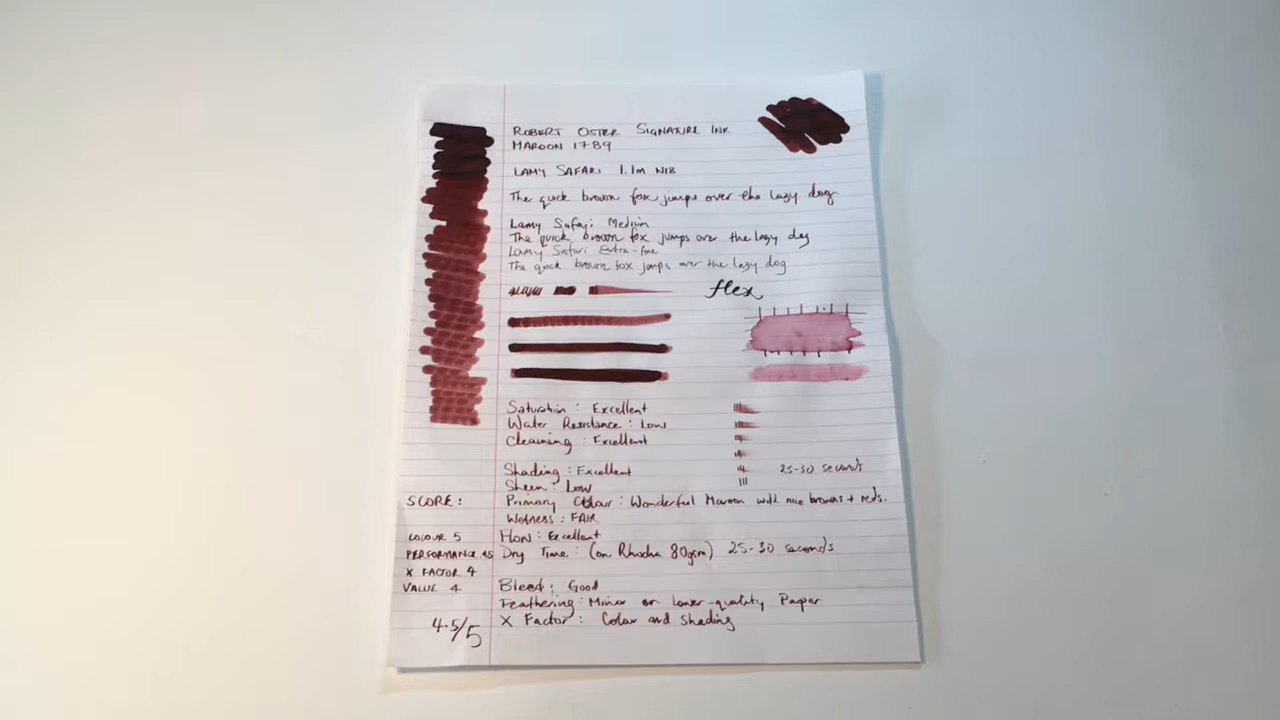 ROBERT OSTER SIGNATURE INK
MAROON 1789
LAMY SAFARI 1.1m NIB
The quick brown fox jumps over the lazy dog
Lamy Safari Medium
The quick brown fox jumps over the lazy dog
Lamy Safari Extra-fine
The quick brown fox jumps over the lazy dog
flex
Saturation : Excellent
Water Resistance : Low
Cleaning : Excellent
Shading : Excellent
25-30 seconds
Sheen : Low
SCORE :
Primary Colour : Wonderful Maroon with nice browns + reds.
Wetness : FAIR
COLOUR 5
Flow : Excellent
PERFORMANCE 4.5
Dry Time : (on Rhodia 80gsm) 25-30 seconds
X FACTOR 4
VALUE 4
Bleed : Good
Feathering : Minor on lower-quality Paper
4.5/5
X Factor : Colour and Shading